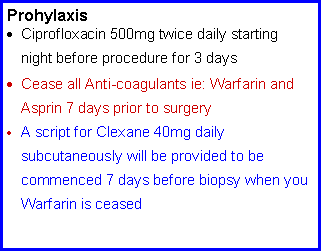 Prohylaxis
• Ciprofloxacin 500mg twice daily starting
night before procedure for 3 days
• Cease all Anti-coagulants ie: Warfarin and
Asprin 7 days prior to surgery
• A script for Clexane 40mg daily
subcutaneously will be provided to be
commenced 7 days before biopsy when you
Warfarin is ceased